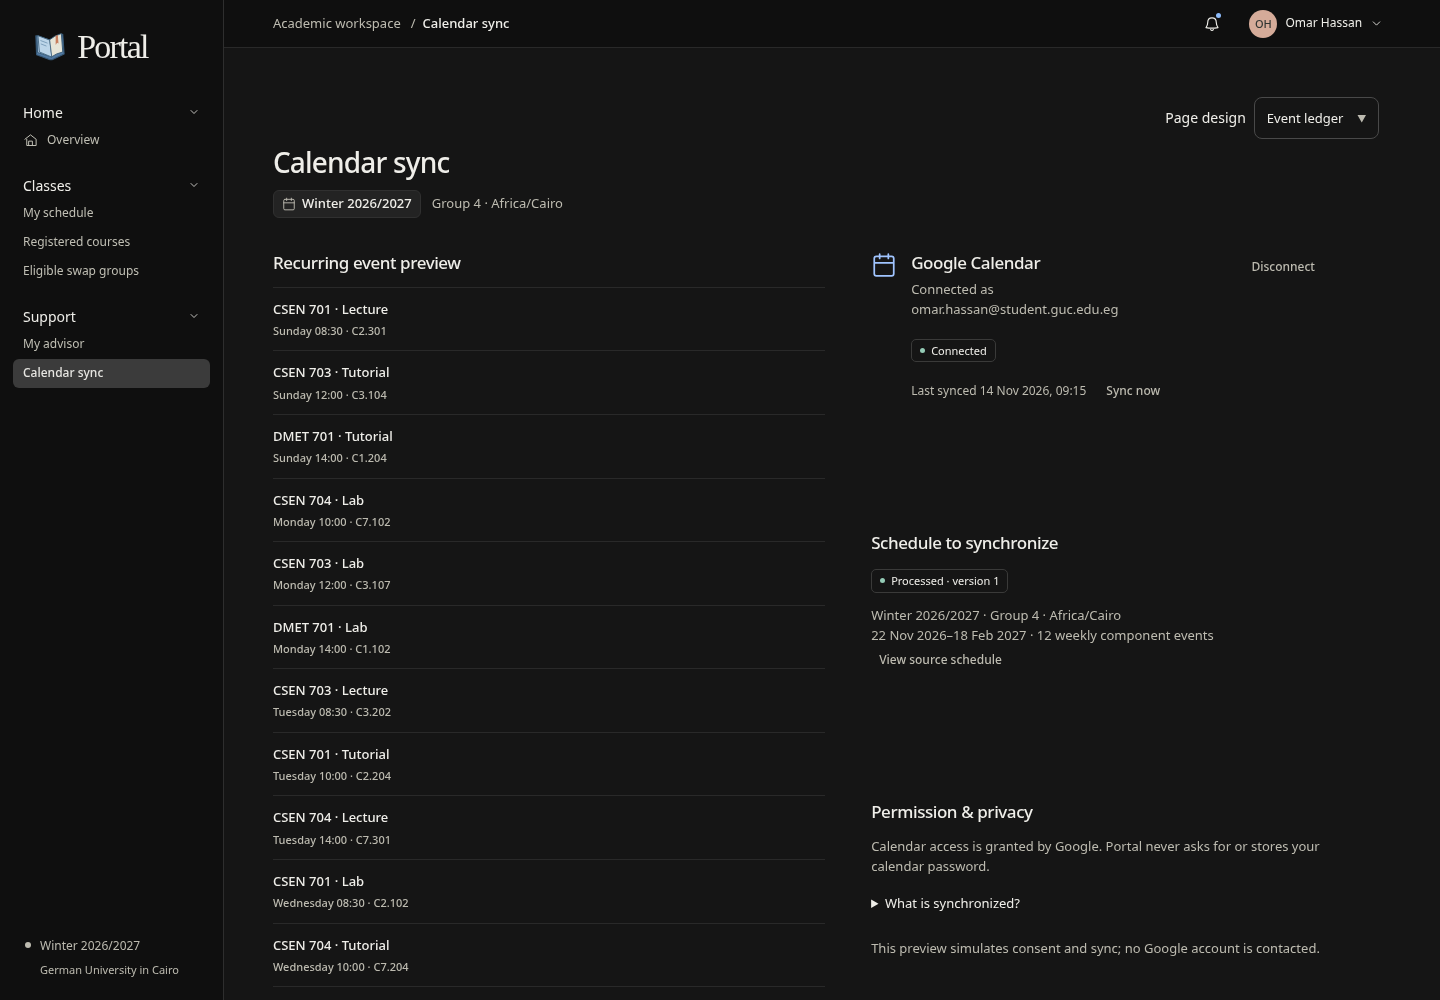 Portal
Home
Overview
Classes
My schedule
Registered courses
Eligible swap groups
Support
My advisor
Calendar sync
Winter 2026/2027
German University in Cairo
Academic workspace / Calendar sync
OH Omar Hassan
Page design Event ledger
Calendar sync
Winter 2026/2027 Group 4 · Africa/Cairo
Recurring event preview
CSEN 701 · Lecture
Sunday 08:30 · C2.301
CSEN 703 · Tutorial
Sunday 12:00 · C3.104
DMET 701 · Tutorial
Sunday 14:00 · C1.204
CSEN 704 · Lab
Monday 10:00 · C7.102
CSEN 703 · Lab
Monday 12:00 · C3.107
DMET 701 · Lab
Monday 14:00 · C1.102
CSEN 703 · Lecture
Tuesday 08:30 · C3.202
CSEN 701 · Tutorial
Tuesday 10:00 · C2.204
CSEN 704 · Lecture
Tuesday 14:00 · C7.301
CSEN 701 · Lab
Wednesday 08:30 · C2.102
CSEN 704 · Tutorial
Wednesday 10:00 · C7.204
Google Calendar
Disconnect
Connected as
omar.hassan@student.guc.edu.eg
Connected
Last synced 14 Nov 2026, 09:15 Sync now
Schedule to synchronize
Processed · version 1
Winter 2026/2027 · Group 4 · Africa/Cairo
22 Nov 2026–18 Feb 2027 · 12 weekly component events
View source schedule
Permission & privacy
Calendar access is granted by Google. Portal never asks for or stores your
calendar password.
What is synchronized?
This preview simulates consent and sync; no Google account is contacted.